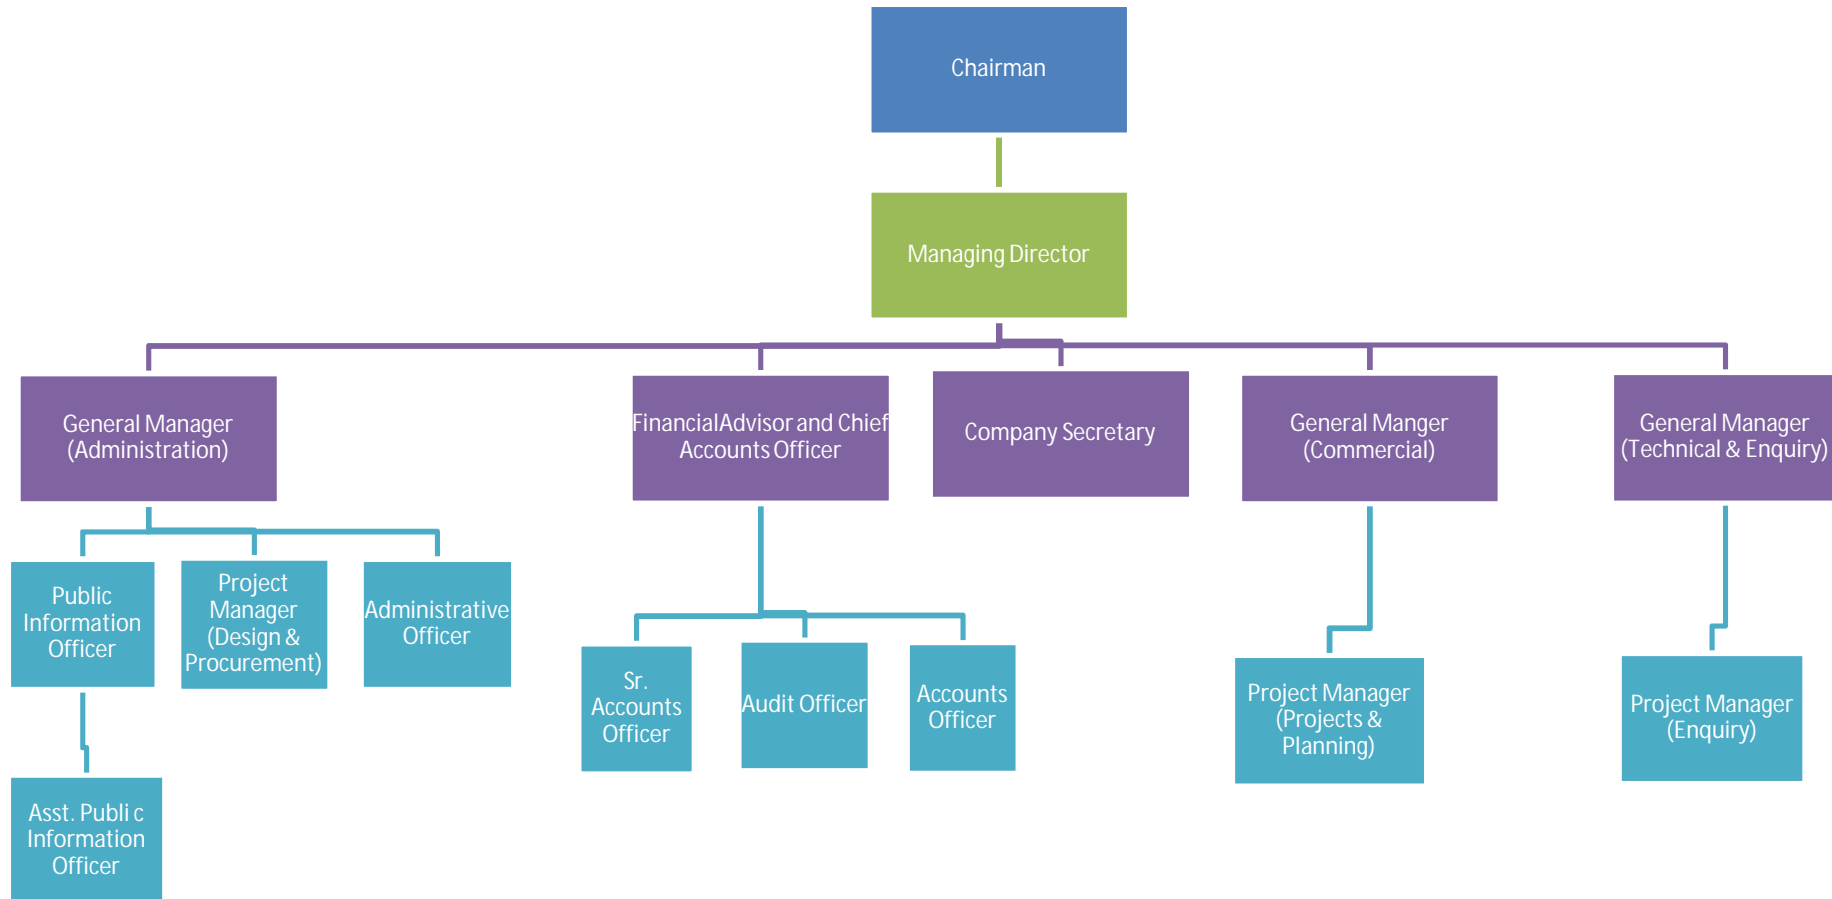 Chairman
Managing Director
General Manager
(Administration)
Financial Advisor and Chief
Accounts Officer
Company Secretary
General Manger
(Commercial)
General Manager
(Technical & Enquiry)
Public
Information
Officer
Project
Manager
(Design &
Procurement)
Administrative
Officer
Sr.
Accounts
Officer
Audit Officer
Accounts
Officer
Project Manager
(Projects &
Planning)
Project Manager
(Enquiry)
Asst. Publi c
Information
Officer